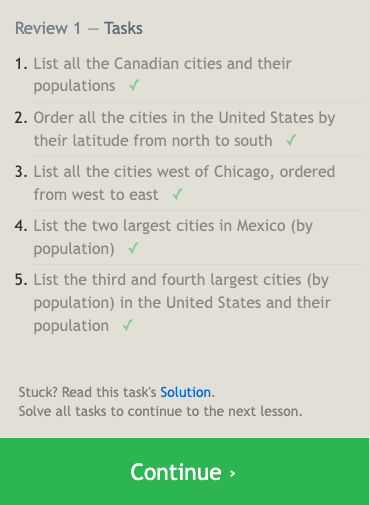 Review 1 — Tasks
1. List all the Canadian cities and their
populations ✓
2. Order all the cities in the United States by
their latitude from north to south ✓
3. List all the cities west of Chicago, ordered
from west to east ✓
4. List the two largest cities in Mexico (by
population) ✓
5. List the third and fourth largest cities (by
population) in the United States and their
population ✓
Stuck? Read this task's Solution.
Solve all tasks to continue to the next lesson.
Continue ›